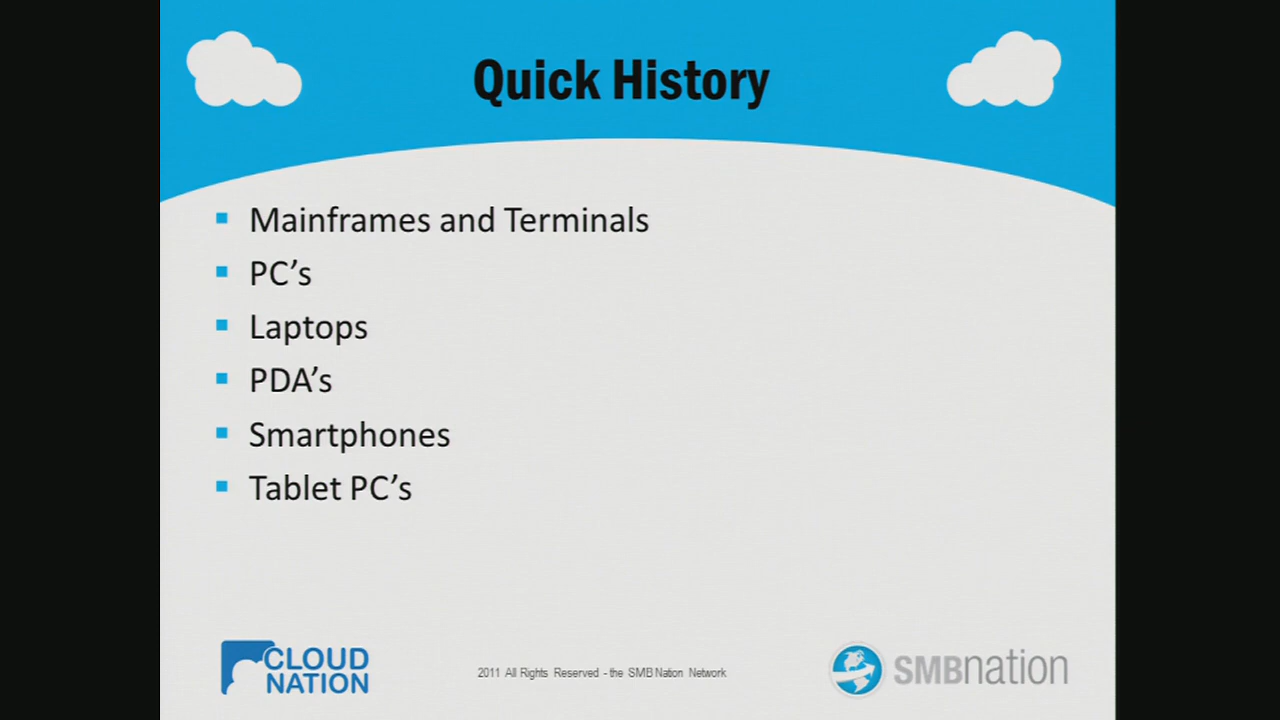 Quick History
Mainframes and Terminals
PC’s
Laptops
PDA’s
Smartphones
Tablet PC’s
CLOUD
NATION
2011 All Rights Reserved - the SMB Nation Network
SMBnation